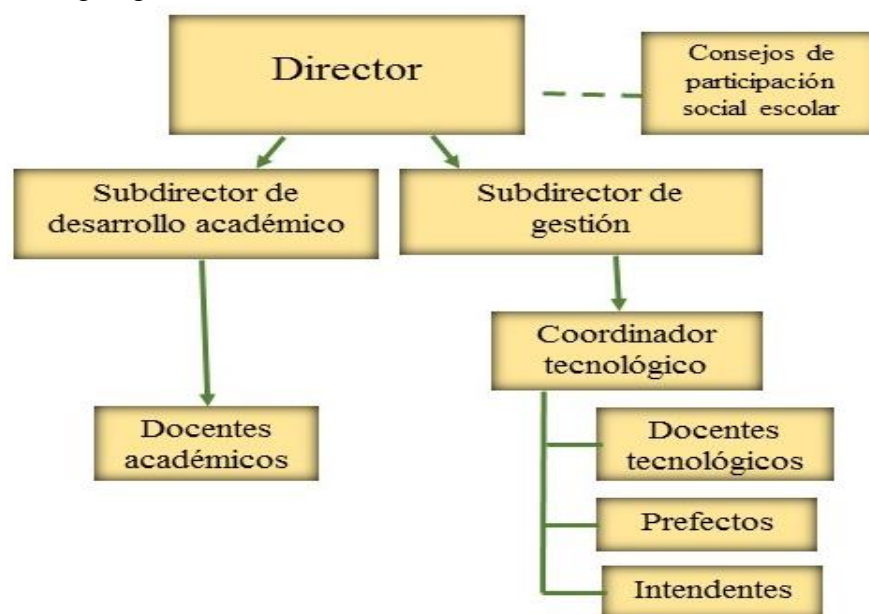 Director
Consejos de
participación
social escolar
Subdirector de
desarrollo académico
Subdirector de
gestión
Coordinador
tecnológico
Docentes
académicos
Docentes
tecnológicos
Prefectos
Intendentes